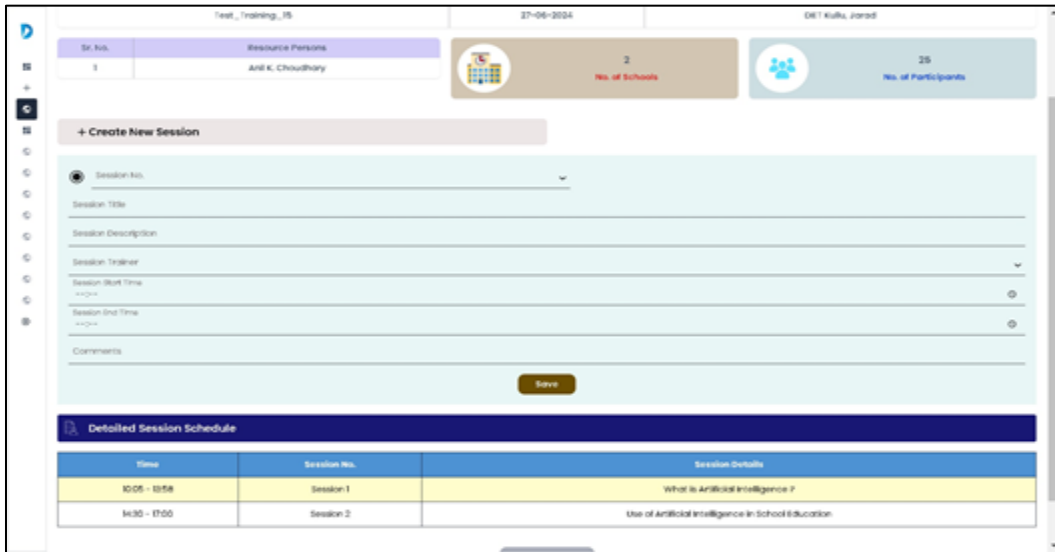 Test_Training_15 27-06-2024 DIET Kullu, Jarad
Sr. No. Resource Persons
1 Anil K. Choudhary
2
No. of Schools
25
No. of Participants
+ Create New Session
Session No.
Session Title
Session Description
Session Trainer
Session Start Time
--:--
Session End Time
--:--
Comments
Save
Detailed Session Schedule
Time Session No. Session Details
10:05 - Session 1 What is Artificial Intelligence ?
14:30 - 17:00 Session 2 Use of Artificial Intelligence in School Education